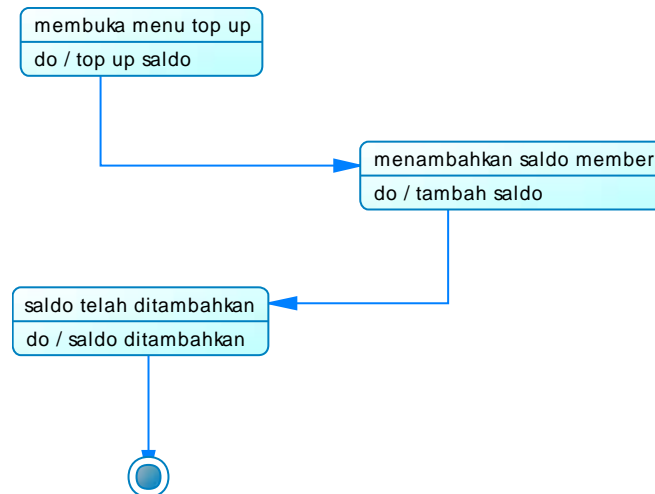 membuka menu top up
do / top up saldo
menambahkan saldo member
do / tambah saldo
saldo telah ditambahkan
do / saldo ditambahkan